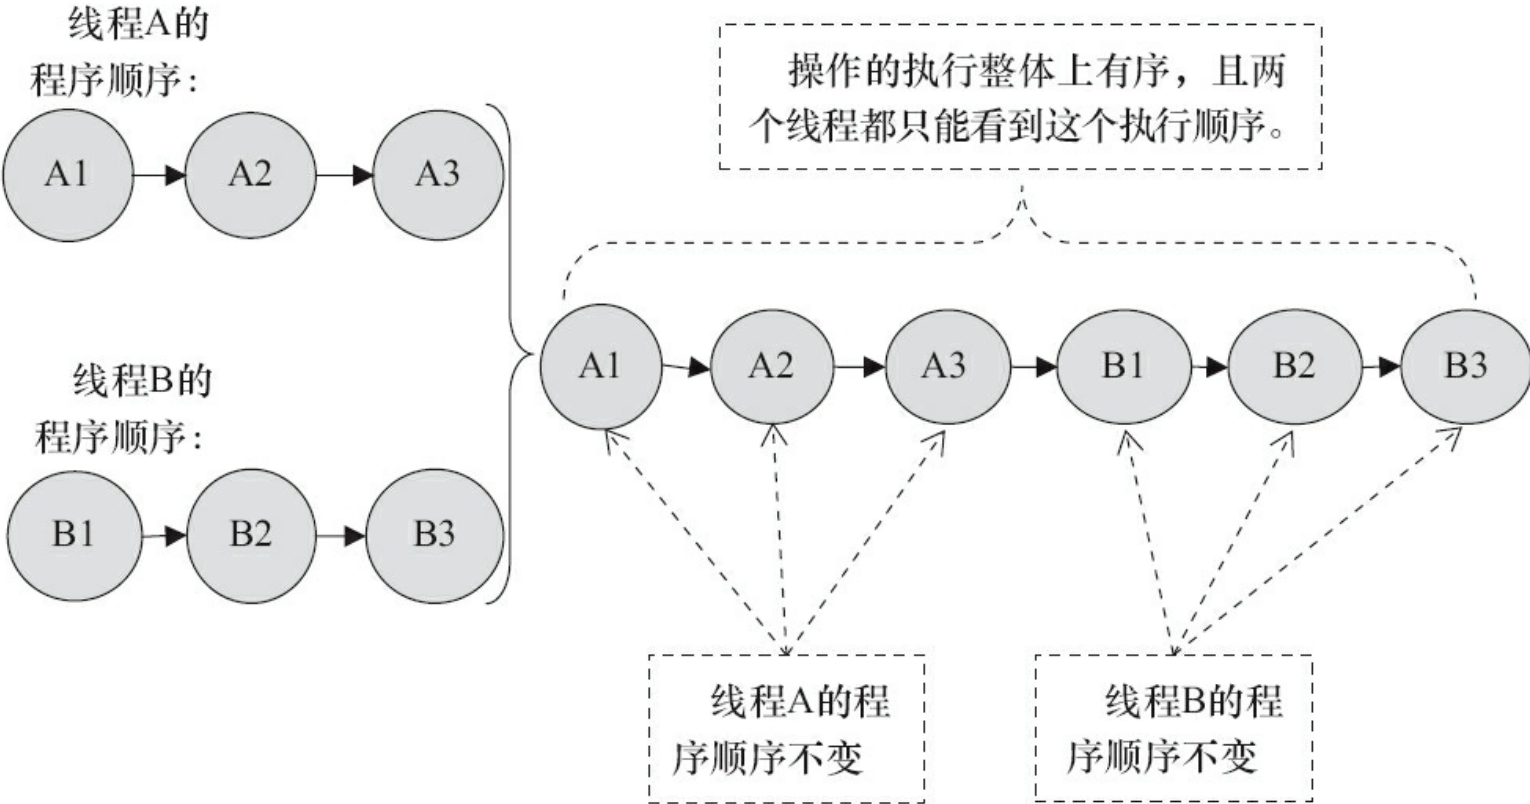 线程A的
程序顺序:
A1
A2
A3
操作的执行整体上有序，且两
个线程都只能看到这个执行顺序。
线程B的
程序顺序:
B1
B2
B3
A1
A2
A3
B1
B2
B3
线程A的程
序顺序不变
线程B的程
序顺序不变